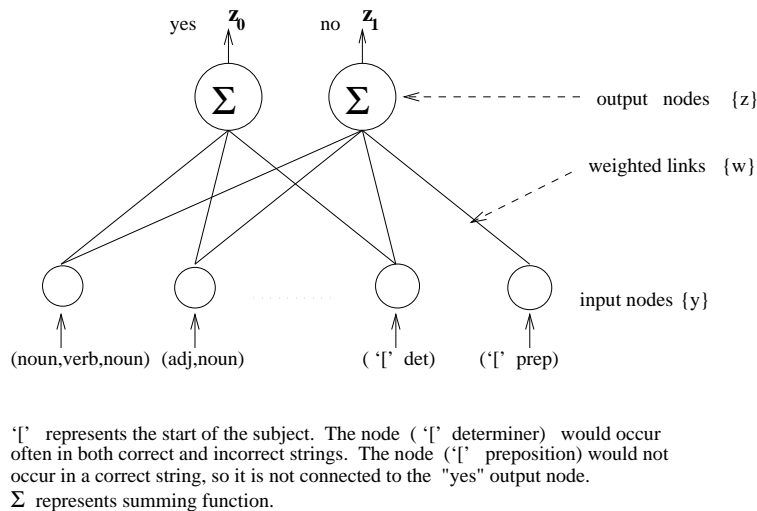 yes z0 no z1
Σ Σ
output nodes {z}
weighted links {w}
input nodes {y}
(noun,verb,noun) (adj,noun) ( ‘[’ det) (‘[’ prep)
‘[’ represents the start of the subject. The node ( ‘[’ determiner) would occur
often in both correct and incorrect strings. The node (‘[’ preposition) would not
occur in a correct string, so it is not connected to the "yes" output node.
Σ represents summing function.